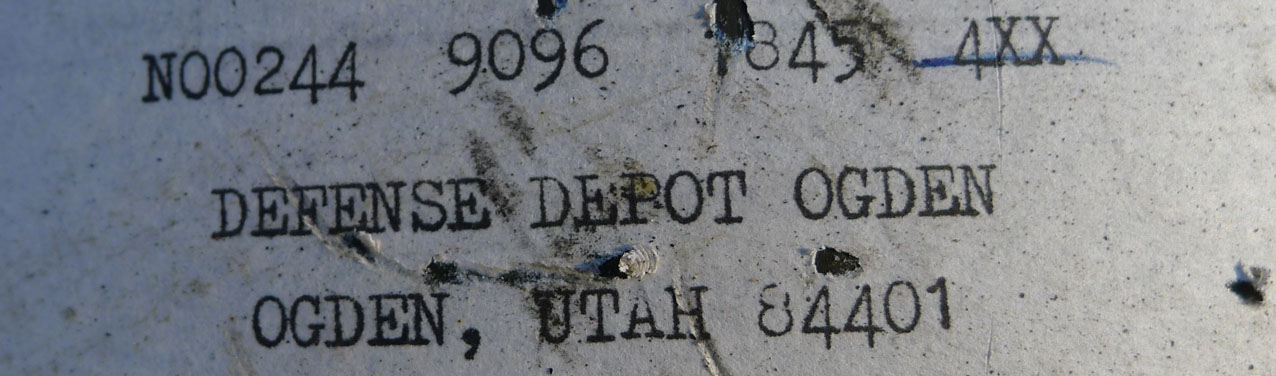 N00244 9096 4XX
DEFENSE DEPOT OGDEN
OGDEN, UTAH 84401